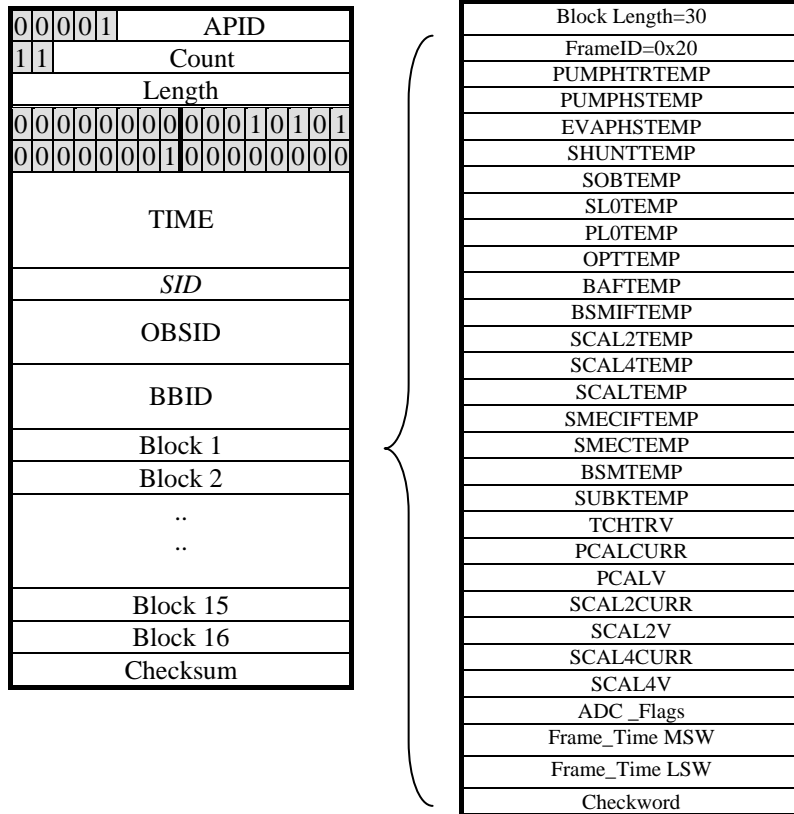 0 0 0 0 1 APID
1 1 Count
Length
0 0 0 0 0 0 0 0 0 0 0 1 0 1 0 1
0 0 0 0 0 0 0 1 0 0 0 0 0 0 0 0
TIME
SID
OBSID
BBID
Block 1
Block 2
..
..
Block 15
Block 16
Checksum
Block Length=30
FrameID=0x20
PUMPHTRTEMP
PUMPHSTEMP
EVAPHSTEMP
SHUNTTEMP
SOBTEMP
SL0TEMP
PL0TEMP
OPTTEMP
BAFTEMP
BSMIFTEMP
SCAL2TEMP
SCAL4TEMP
SCALTEMP
SMECIFTEMP
SMECTEMP
BSMTEMP
SUBKTEMP
TCHTRV
PCALCURR
PCALV
SCAL2CURR
SCAL2V
SCAL4CURR
SCAL4V
ADC _Flags
Frame_Time MSW
Frame_Time LSW
Checkword